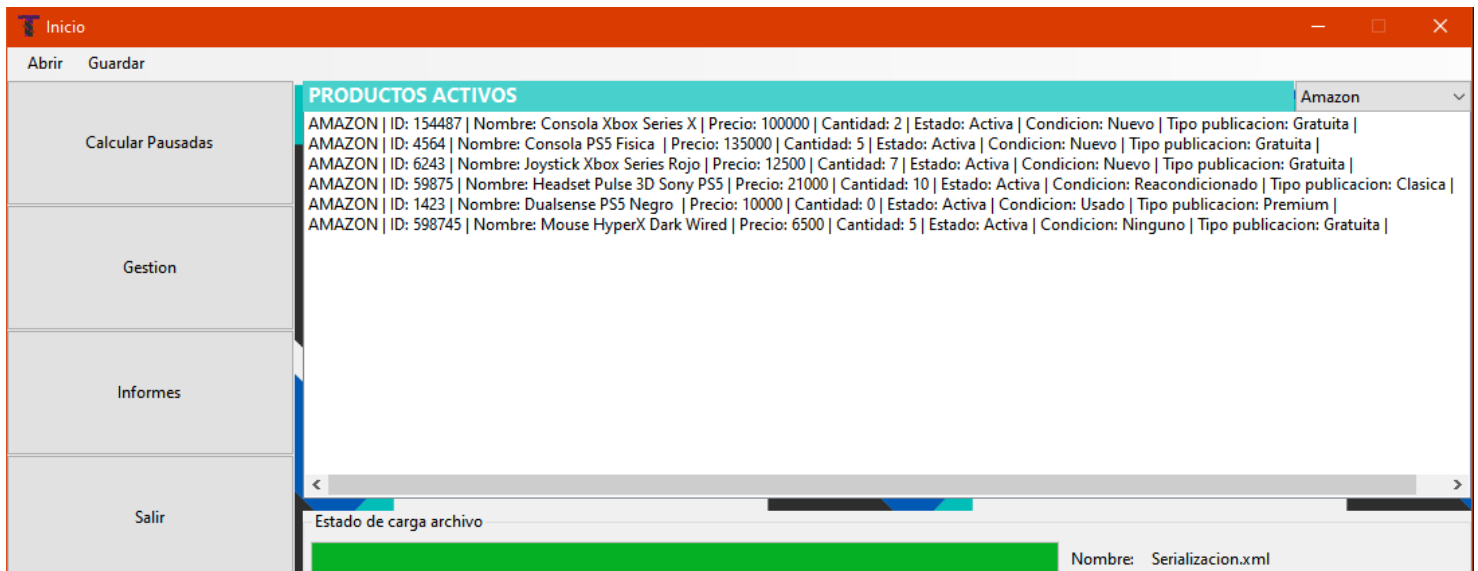 Inicio
Abrir Guardar
Calcular Pausadas
Gestion
Informes
Salir
PRODUCTOS ACTIVOS
Amazon
AMAZON | ID: 154487 | Nombre: Consola Xbox Series X | Precio: 100000 | Cantidad: 2 | Estado: Activa | Condicion: Nuevo | Tipo publicacion: Gratuita |
AMAZON | ID: 4564 | Nombre: Consola PS5 Fisica  | Precio: 135000 | Cantidad: 5 | Estado: Activa | Condicion: Nuevo | Tipo publicacion: Gratuita |
AMAZON | ID: 6243 | Nombre: Joystick Xbox Series Rojo | Precio: 12500 | Cantidad: 7 | Estado: Activa | Condicion: Nuevo | Tipo publicacion: Gratuita |
AMAZON | ID: 59875 | Nombre: Headset Pulse 3D Sony PS5 | Precio: 21000 | Cantidad: 10 | Estado: Activa | Condicion: Reacondicionado | Tipo publicacion: Clasica |
AMAZON | ID: 1423 | Nombre: Dualsense PS5 Negro  | Precio: 10000 | Cantidad: 0 | Estado: Activa | Condicion: Usado | Tipo publicacion: Premium |
AMAZON | ID: 598745 | Nombre: Mouse HyperX Dark Wired | Precio: 6500 | Cantidad: 5 | Estado: Activa | Condicion: Ninguno | Tipo publicacion: Gratuita |
Estado de carga archivo
Nombre: Serializacion.xml